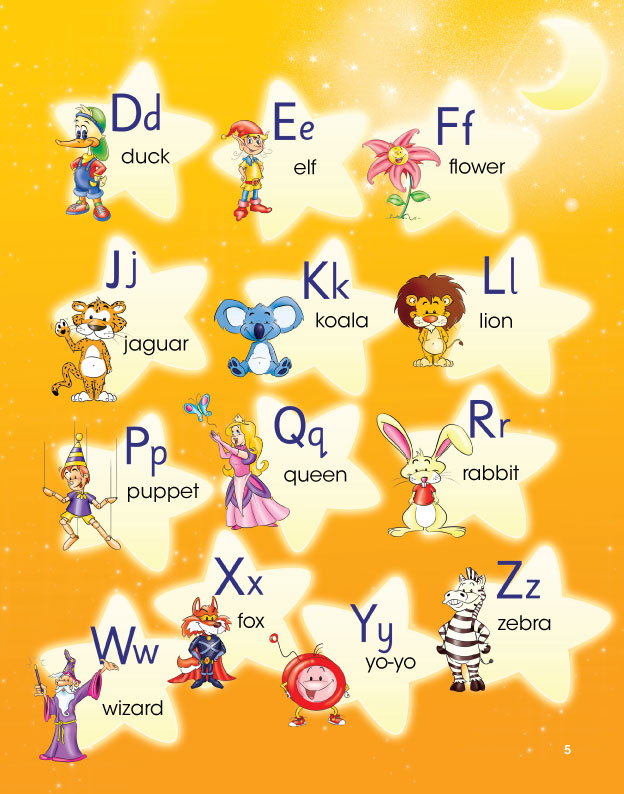 Dd
duck
Ee
elf
Ff
flower
Jj
jaguar
Kk
koala
Ll
lion
Pp
puppet
Qq
queen
Rr
rabbit
Ww
wizard
Xx
fox
Yy
yo-yo
Zz
zebra
5